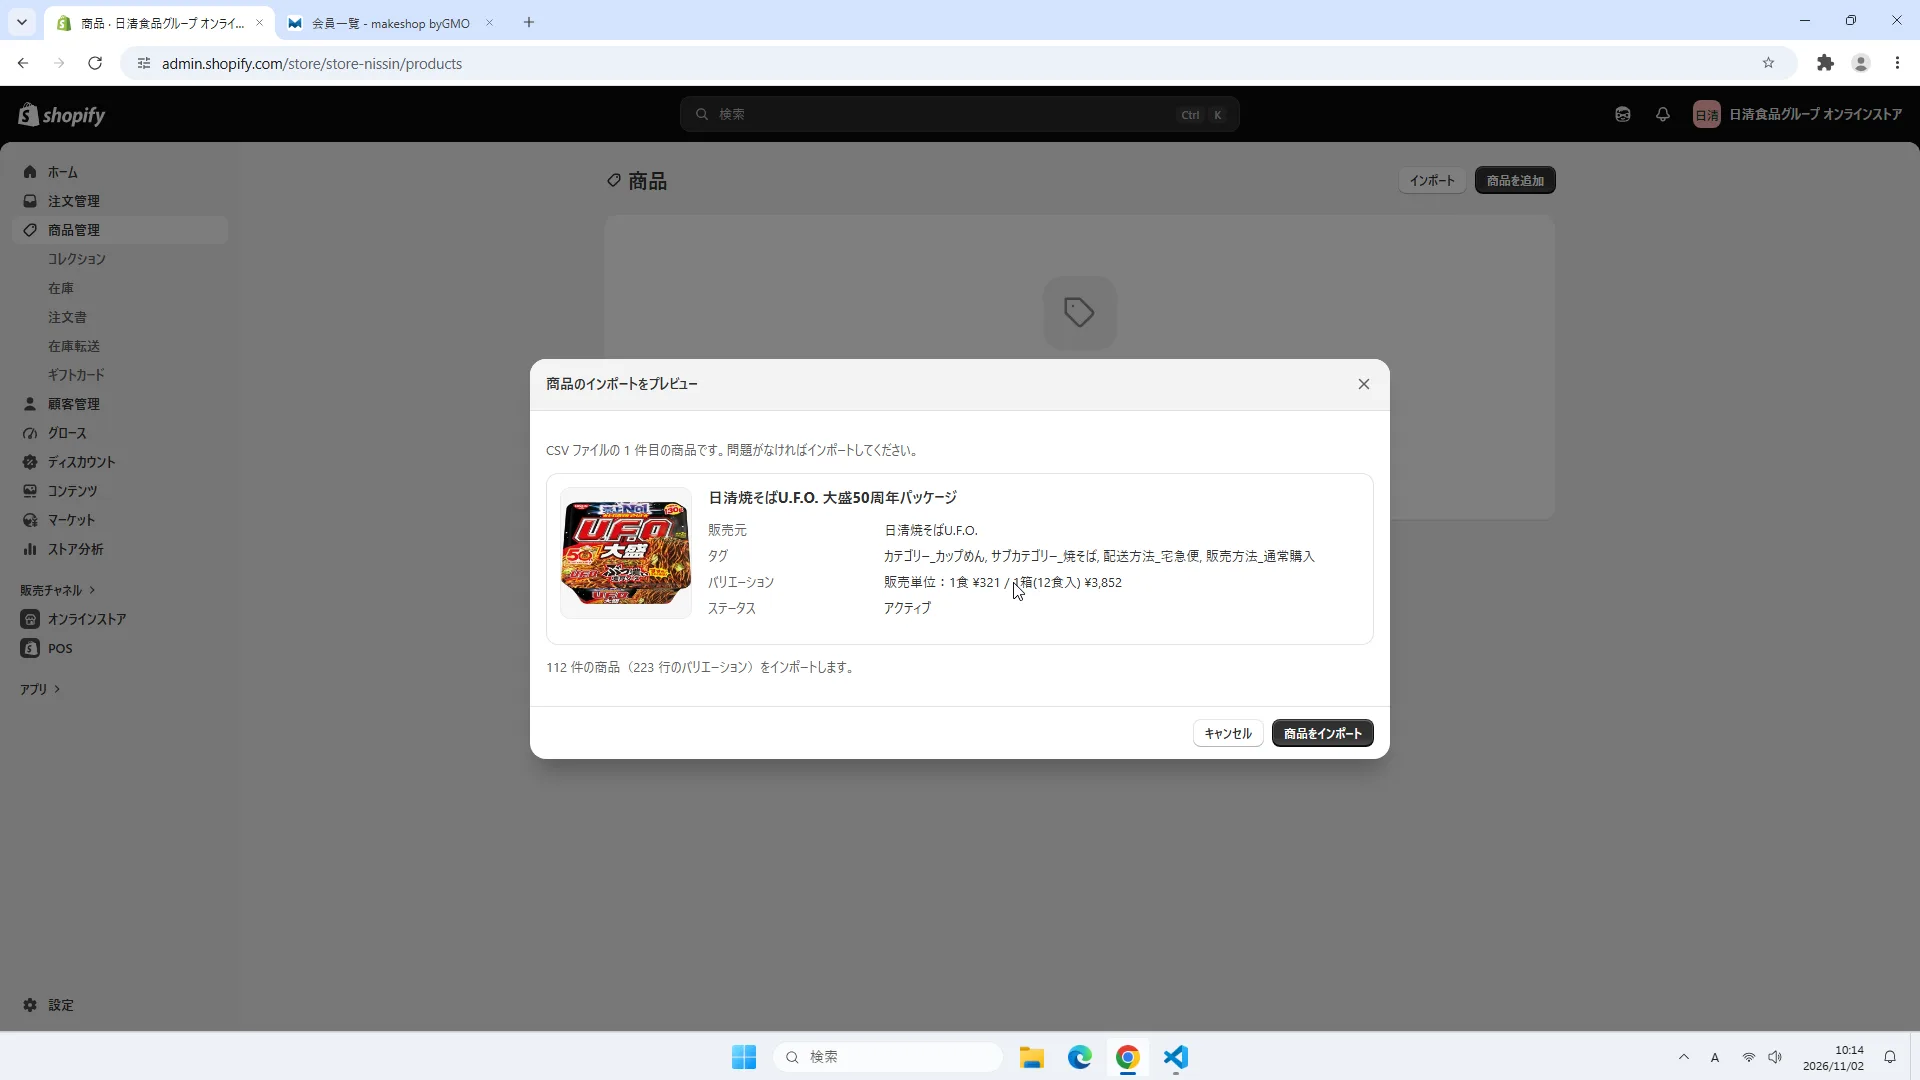 商品 · 日清食品グループ オンライ...
会員一覧 - makeshop byGMO
admin.shopify.com/store/store-nissin/products
shopify
検索
Ctrl K
日清
日清食品グループ オンラインストア
ホーム
注文管理
商品管理
コレクション
在庫
注文書
在庫転送
ギフトカード
顧客管理
グロース
ディスカウント
コンテンツ
マーケット
ストア分析
販売チャネル
オンラインストア
POS
アプリ
設定
商品
インポート
商品を追加
商品のインポートをプレビュー
CSV ファイルの 1 件目の商品です。問題がなければインポートしてください。
U.F.O.
大盛
日清焼そばU.F.O. 大盛50周年パッケージ
販売元 日清焼そばU.F.O.
タグ カテゴリー_カップめん, サブカテゴリー_焼そば, 配送方法_宅急便, 販売方法_通常購入
バリエーション 販売単位：1食 ¥321 / 1箱(12食入) ¥3,852
ステータス アクティブ
112 件の商品（223 行のバリエーション）をインポートします。
キャンセル
商品をインポート
検索
A
10:14
2026/11/02